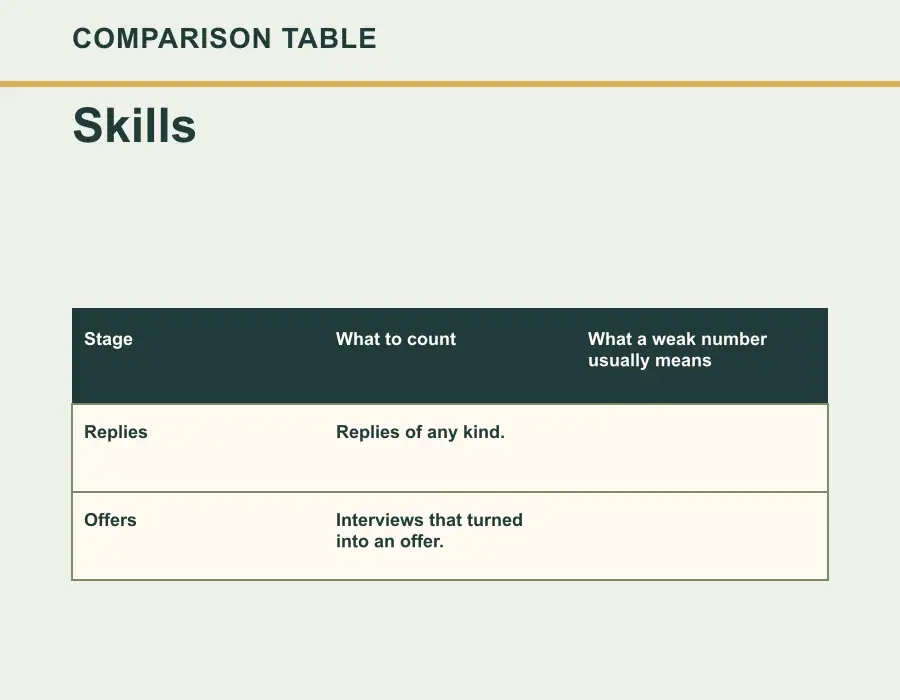 COMPARISON TABLE
Skills
Stage
What to count
What a weak number
usually means
Replies
Replies of any kind.
Offers
Interviews that turned
into an offer.